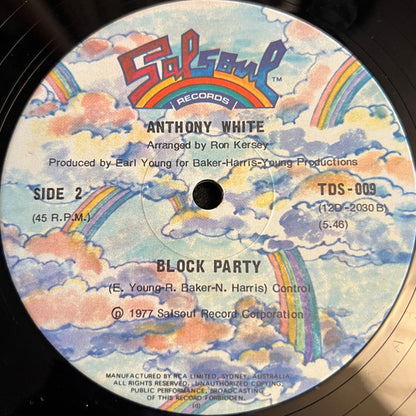 Salsoul ™
RECORDS
ANTHONY WHITE
Arranged by Ron Kersey
Produced by Earl Young for Baker-Harris-Young Productions
SIDE 2
(45 R.P.M.)
TDS-009
(12D-2030B)
(5.46)
BLOCK PARTY
(E. Young-R. Baker-N. Harris) Control
℗ 1977 Salsoul Record Corporation
MANUFACTURED BY RCA LIMITED, SYDNEY, AUSTRALIA.
ALL RIGHTS RESERVED. UNAUTHORIZED COPYING,
PUBLIC PERFORMANCE, BROADCASTING
OF THIS RECORD FORBIDDEN.